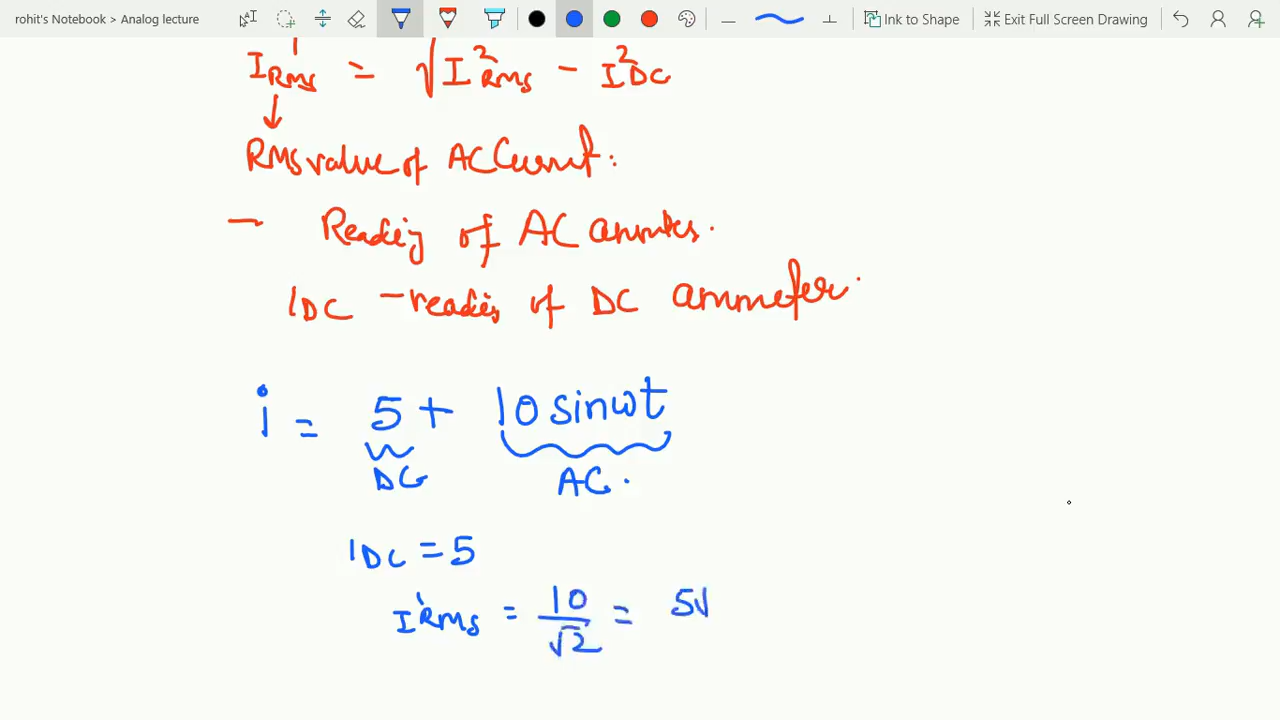 rohit's Notebook > Analog lecture Ink to Shape Exit Full Screen Drawing
I'RMS = √I²RMS - I²DC
RMS value of AC Current.
- Reading of AC ammeter.
IDC - reading of DC ammeter.
i = 5 + 10 sinωt
DC AC.
IDC = 5
I'RMS = 10/√2 = 5√